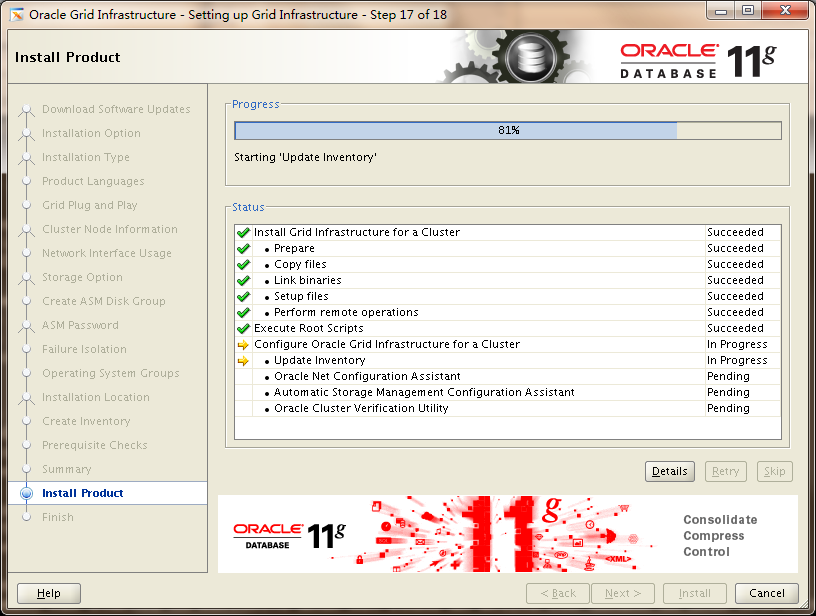 Oracle Grid Infrastructure - Setting up Grid Infrastructure - Step 17 of 18
Install Product
ORACLE
DATABASE
11g
Download Software Updates
Installation Option
Installation Type
Product Languages
Grid Plug and Play
Cluster Node Information
Network Interface Usage
Storage Option
Create ASM Disk Group
ASM Password
Failure Isolation
Operating System Groups
Installation Location
Create Inventory
Prerequisite Checks
Summary
Install Product
Finish
Progress
81%
Starting 'Update Inventory'
Status
Install Grid Infrastructure for a Cluster Succeeded
• Prepare Succeeded
• Copy files Succeeded
• Link binaries Succeeded
• Setup files Succeeded
• Perform remote operations Succeeded
Execute Root Scripts Succeeded
Configure Oracle Grid Infrastructure for a Cluster In Progress
• Update Inventory In Progress
• Oracle Net Configuration Assistant Pending
• Automatic Storage Management Configuration Assistant Pending
• Oracle Cluster Verification Utility Pending
Details Retry Skip
ORACLE
DATABASE
11g
11g
<XML>
Consolidate
Compress
Control
Help < Back Next > Install Cancel